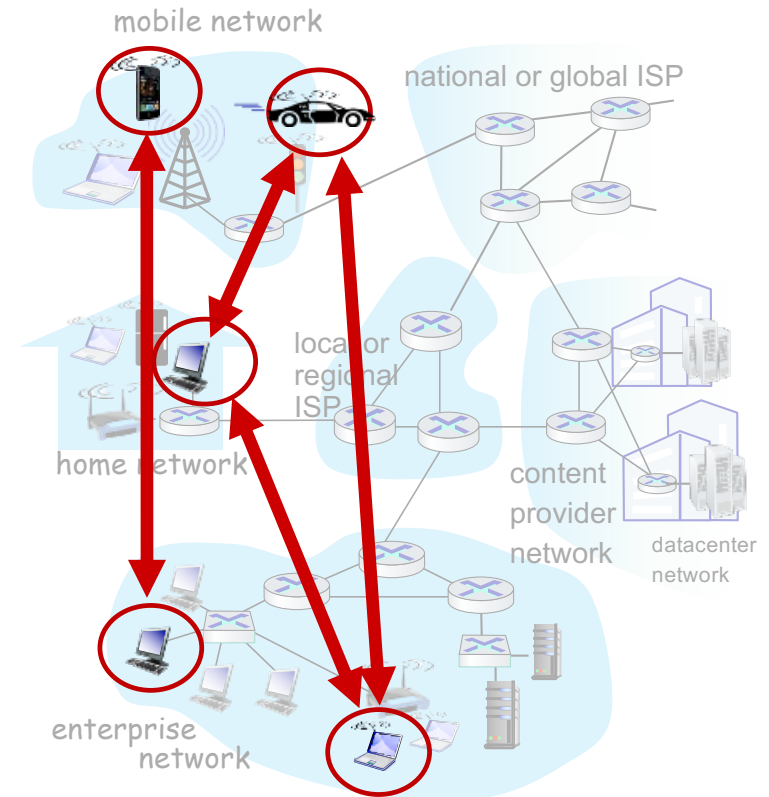 mobile network
national or global ISP
local or
regional
ISP
home network
content
provider
network
datacenter
network
enterprise
network